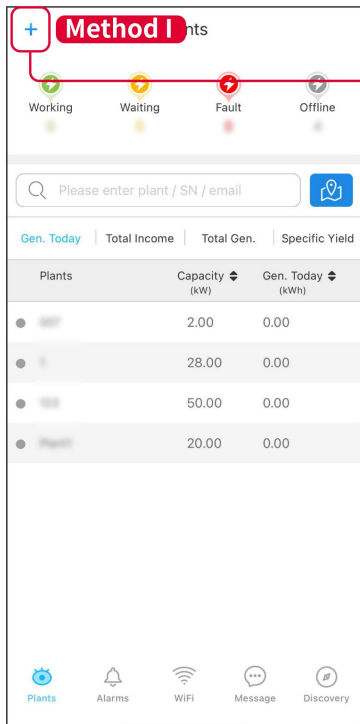 + Method I nts
Working Waiting Fault Offline
Please enter plant / SN / email
Gen. Today Total Income Total Gen. Specific Yield
Plants Capacity Gen. Today
(kW) (kWh)
2.00 0.00
28.00 0.00
50.00 0.00
20.00 0.00
Plants Alarms WiFi Message Discovery